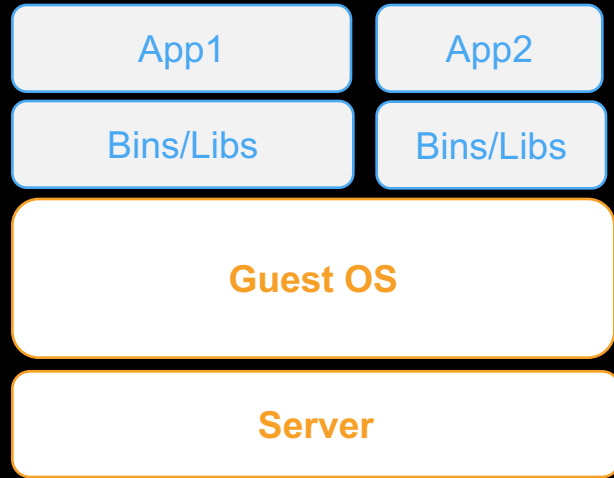 App1
App2
Bins/Libs
Bins/Libs
Guest OS
Server